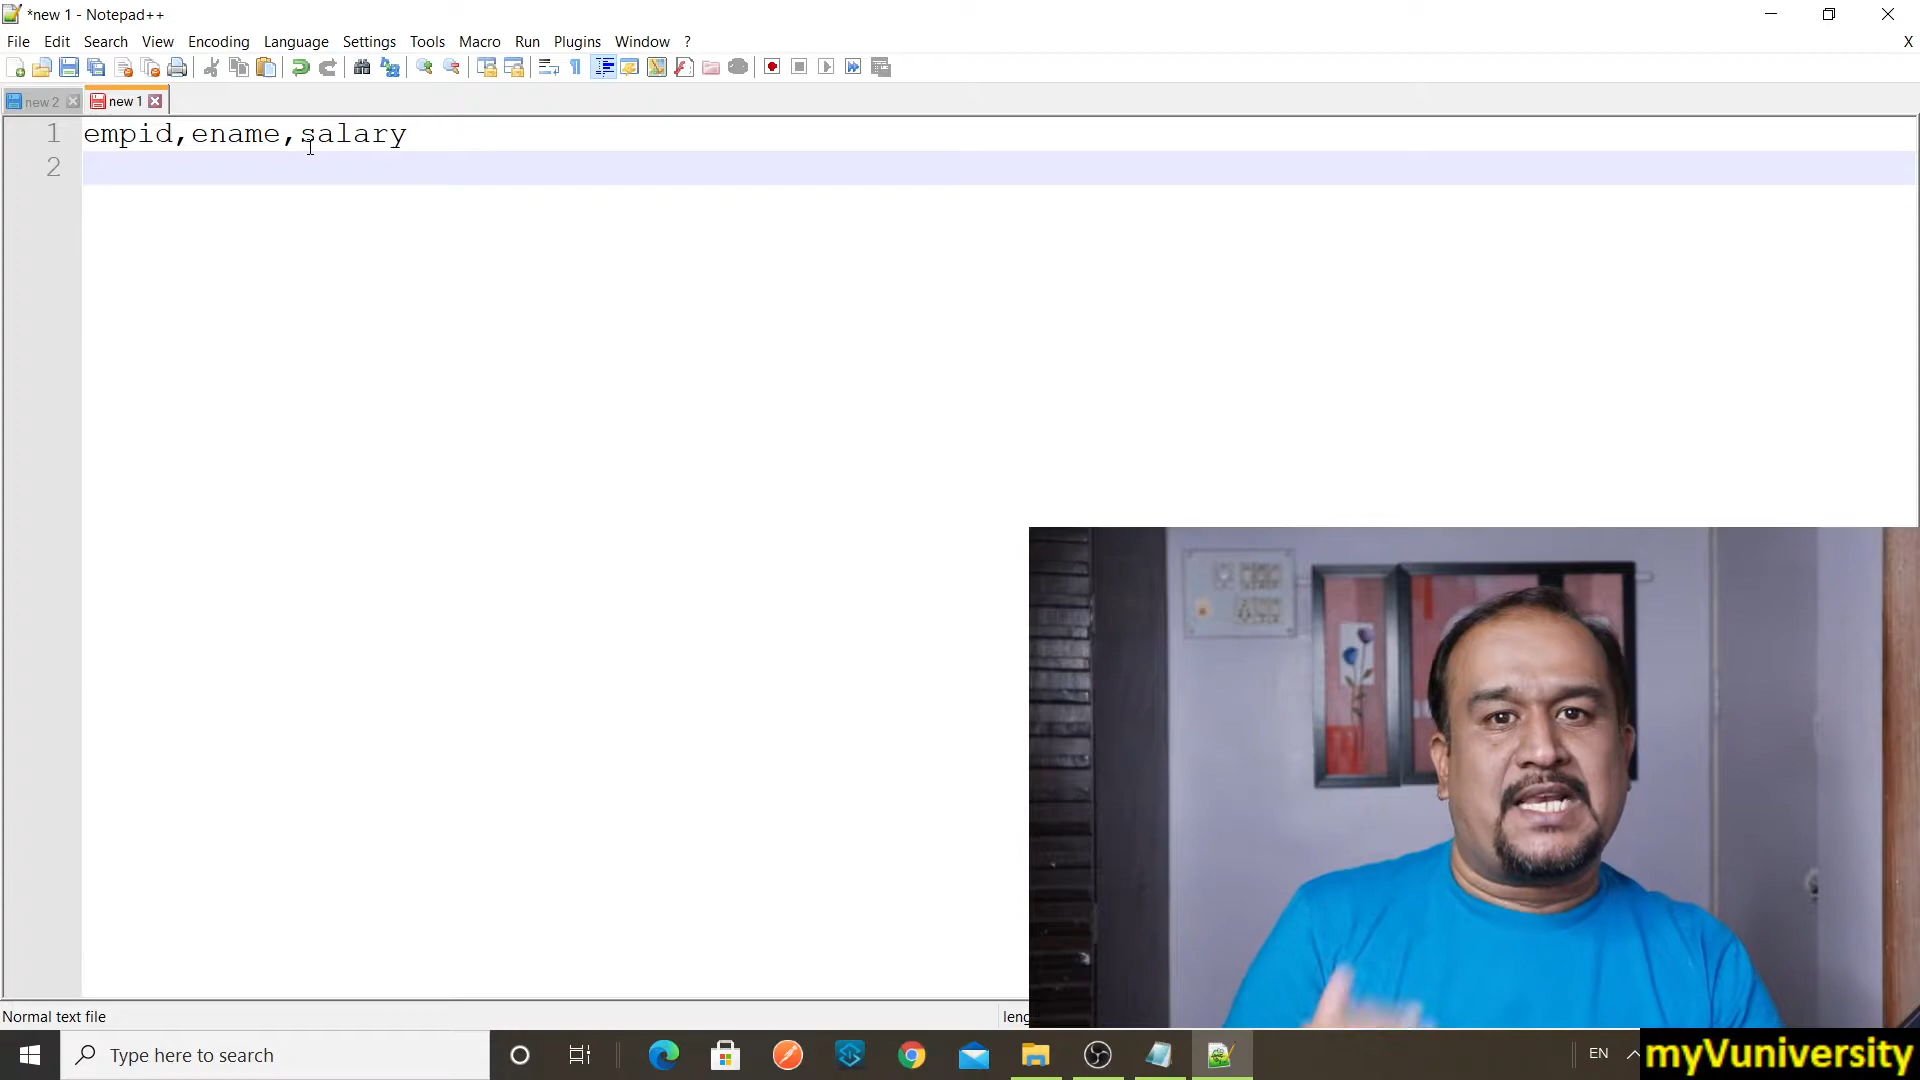 *new 1 - Notepad++
File Edit Search View Encoding Language Settings Tools Macro Run Plugins Window ?
X
new 2 new 1
1 empid,ename,salary
2
Normal text file
leng
Type here to search
EN
myVuniversity